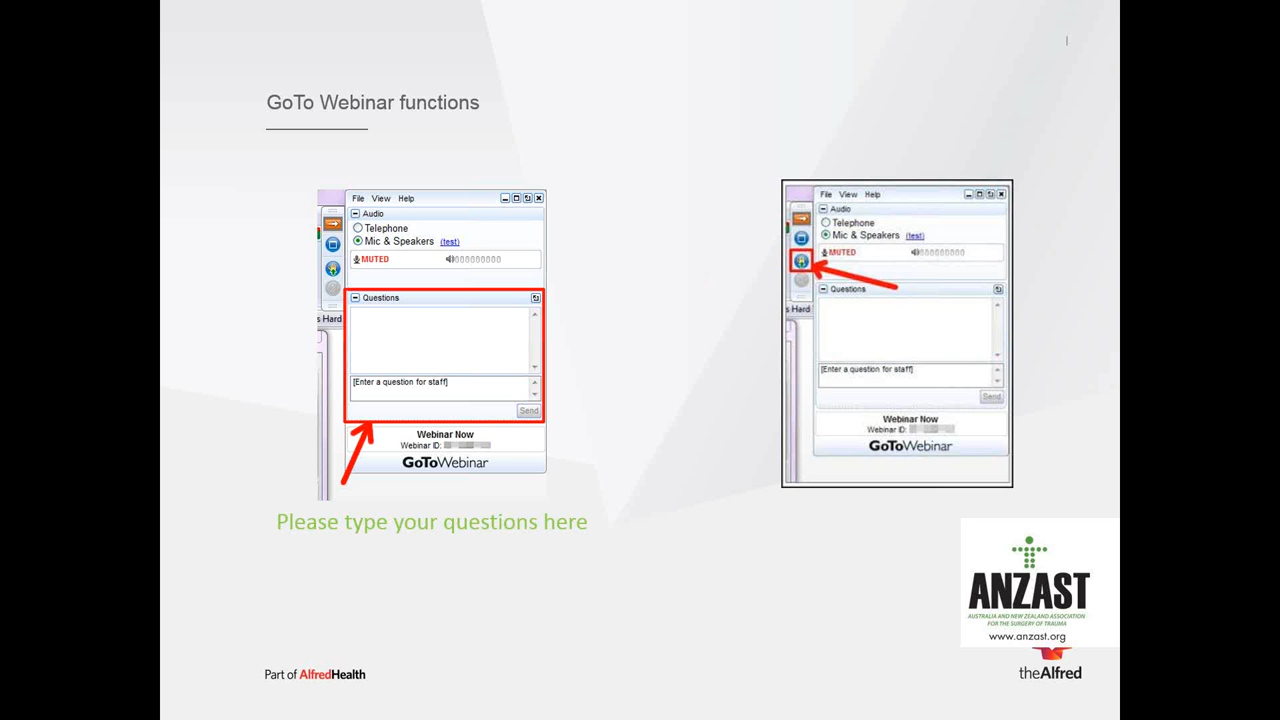 GoTo Webinar functions
File View Help
Audio
Telephone
Mic & Speakers (test)
MUTED
Questions
s Hard
[Enter a question for staff]
Send
Webinar Now
Webinar ID:
GoToWebinar
Please type your questions here
File View Help
Audio
Telephone
Mic & Speakers (test)
MUTED
Questions
s Hard
[Enter a question for staff]
Send
Webinar Now
Webinar ID:
GoToWebinar
ANZAST
AUSTRALIA AND NEW ZEALAND ASSOCIATION
FOR THE SURGERY OF TRAUMA
www.anzast.org
Part of AlfredHealth
theAlfred